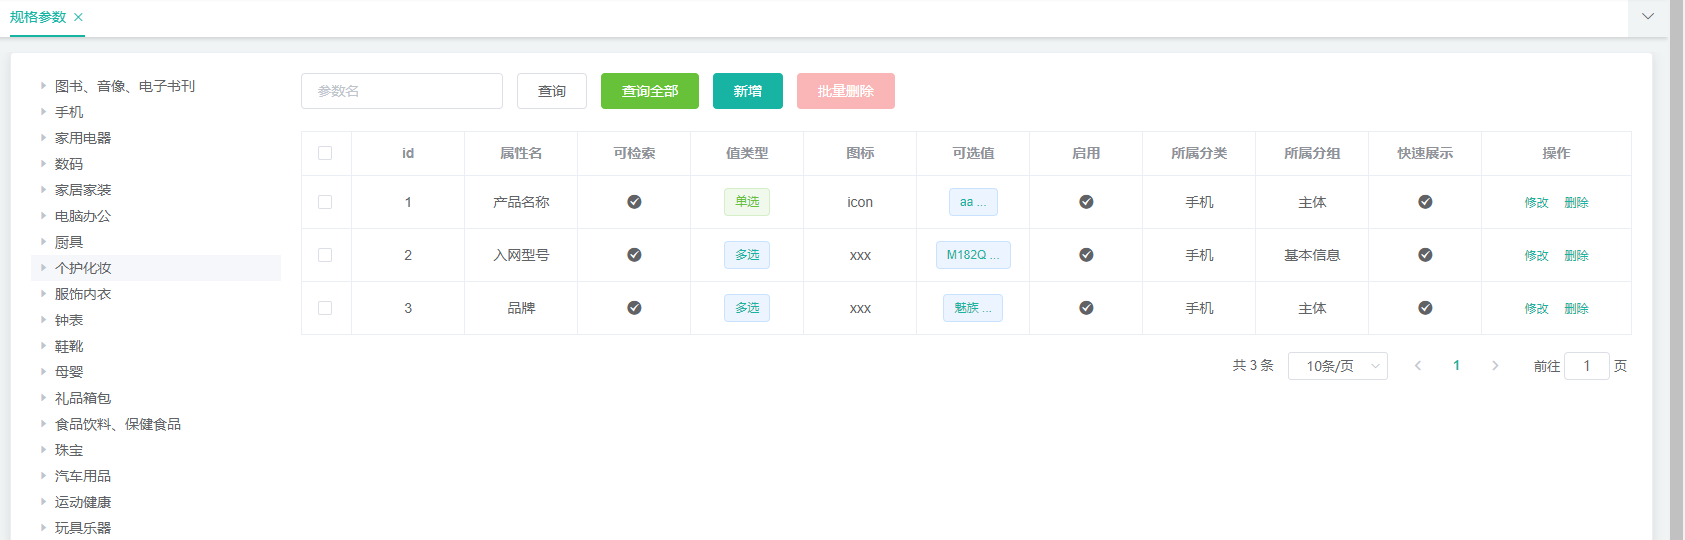 规格参数
图书、音像、电子书刊
手机
家用电器
数码
家居家装
电脑办公
厨具
个护化妆
服饰内衣
钟表
鞋靴
母婴
礼品箱包
食品饮料、保健食品
珠宝
汽车用品
运动健康
玩具乐器
参数名 查询 查询全部 新增 批量删除
id 属性名 可检索 值类型 图标 可选值 启用 所属分类 所属分组 快速展示 操作
1 产品名称 单选 icon aa ... 手机 主体 修改 删除
2 入网型号 多选 xxx M182Q ... 手机 基本信息 修改 删除
3 品牌 多选 xxx 魅族 ... 手机 主体 修改 删除
共 3 条 10条/页 1 前往 1 页